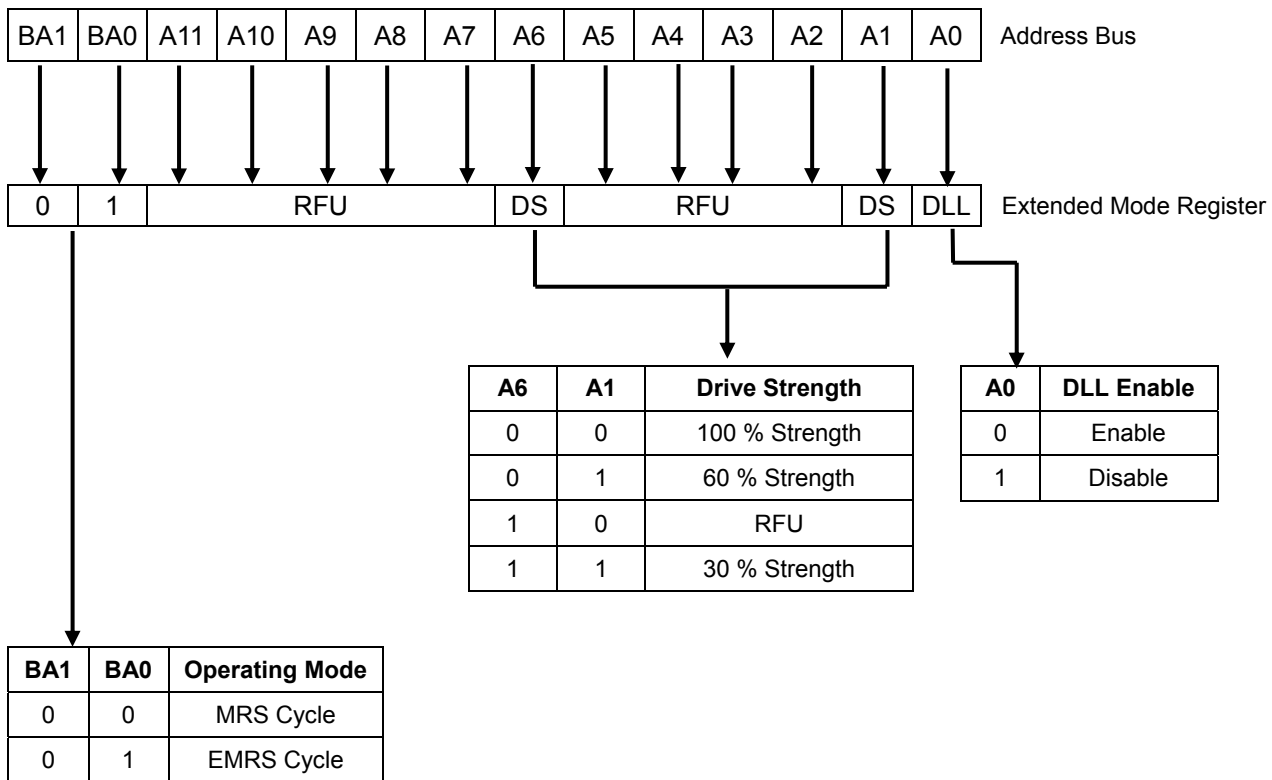 BA1 BA0 A11 A10 A9 A8 A7 A6 A5 A4 A3 A2 A1 A0 Address Bus
0 1 RFU DS RFU DS DLL Extended Mode Register
A6 A1 Drive Strength
0 0 100 % Strength
0 1 60 % Strength
1 0 RFU
1 1 30 % Strength
A0 DLL Enable
0 Enable
1 Disable
BA1 BA0 Operating Mode
0 0 MRS Cycle
0 1 EMRS Cycle